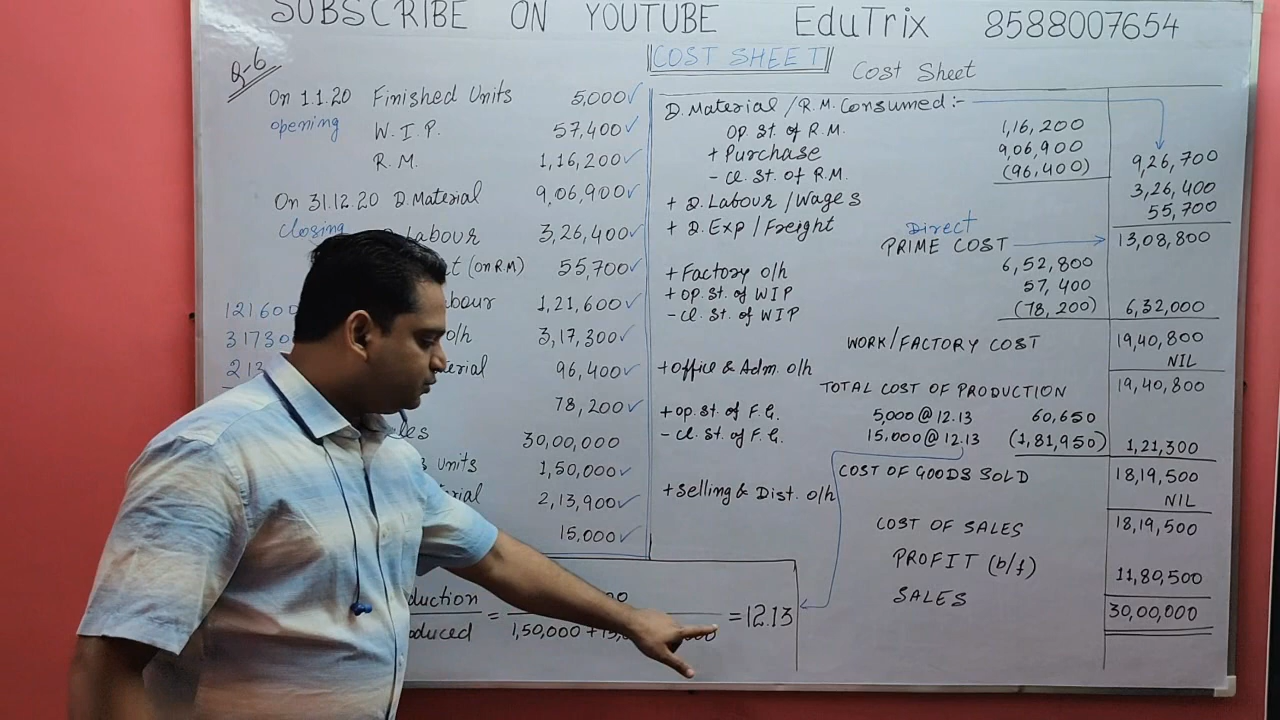 SUBSCRIBE ON YOUTUBE EduTrix 8588007654
COST SHEET
Q-6
On 1.1.20 Finished Units 5,000✓
opening W.I.P. 57,400✓
R.M. 1,16,200✓
On 31.12.20 D.Material 9,06,900✓
closing Labour 3,26,400✓
(on R.M) 55,700✓
121600 1,21,600✓
o/h 3,17,300✓
96,400✓
78,200✓
30,00,000
units 1,50,000✓
2,13,900✓
15,000✓
= 1,50,000 + = 12.13
Cost Sheet
D.Material / R.M. Consumed :-
Op. St. of R.M. 1,16,200
+ Purchase 9,06,900
- Cl. St. of R.M. (96,400) 9,26,700
+ D. Labour / Wages 3,26,400
+ D. Exp / Freight 55,700
Direct
PRIME COST 13,08,800
+ Factory o/h 6,52,800
+ op. St. of WIP 57,400
- Cl. St. of WIP (78,200) 6,32,000
WORK/FACTORY COST 19,40,800
+ Office & Adm. o/h NIL
TOTAL COST OF PRODUCTION 19,40,800
+ op. St. of F.G. 5,000 @ 12.13 60,650
- Cl. St. of F.G. 15,000 @ 12.13 (1,81,950) 1,21,300
COST OF GOODS SOLD 18,19,500
+ Selling & Dist. o/h NIL
COST OF SALES 18,19,500
PROFIT (b/f) 11,80,500
SALES 30,00,000